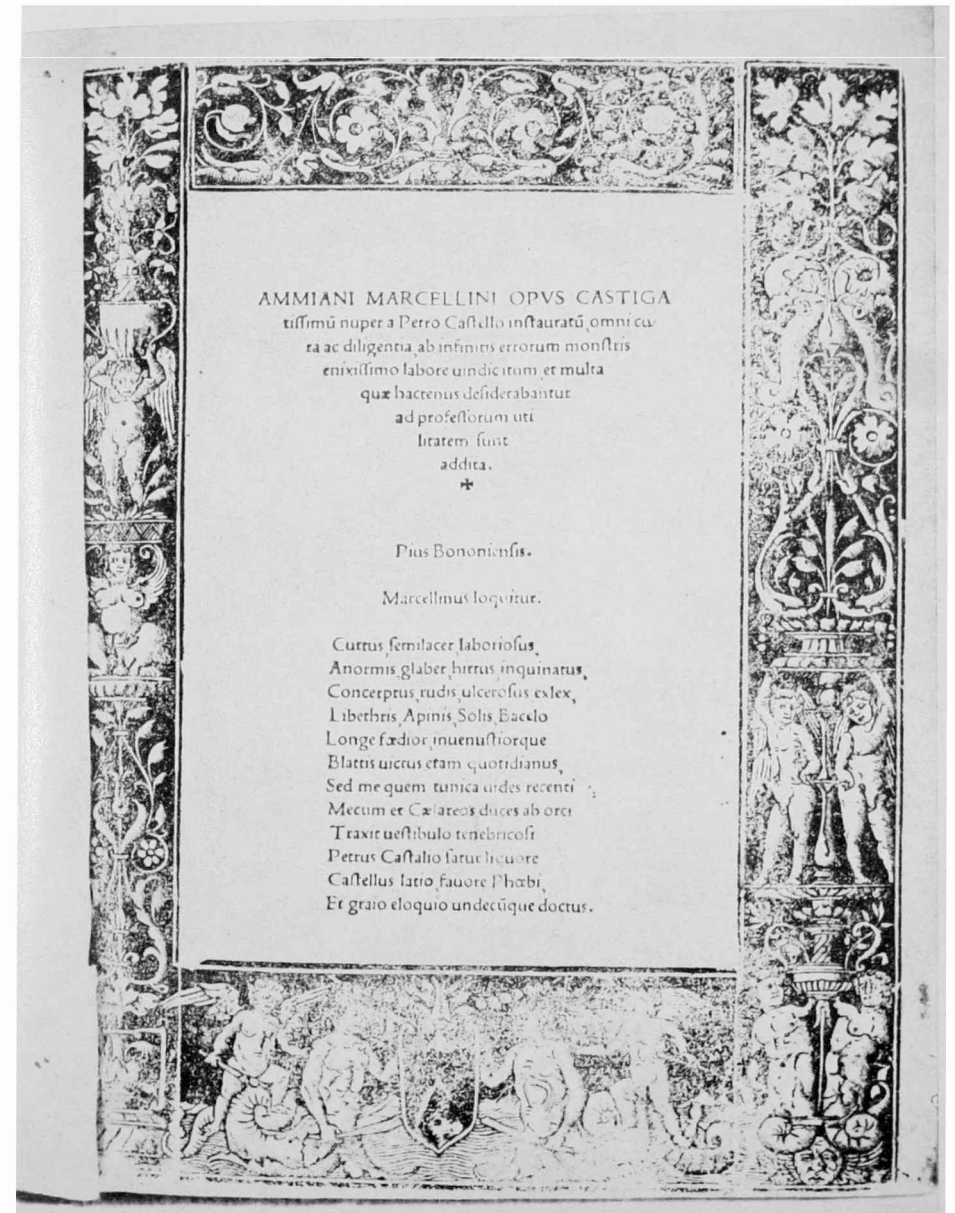 AMMIANI MARCELLINI OPVS CASTIGA
tissimū nuper a Petro Castello instauratū, omni cu/
ra ac diligentia, ab infinitis errorum monstris
enixissimo labore uindicatum, et multa
quæ hactenus desiderabantur
ad professorum uti
litatem sunt
addita.
✠
Pius Bononiensis.
Marcellinus loquitur.
Curtus, semilacer, laboriosus,
Anormis, glaber, hirtus, inquinatus,
Concerptus, rudis, ulcerosus exlex,
Libethris, Apinis, Solis, Bacelo
Longe fædior, inuenustiorque
Blattis uictus etam quotidianus,
Sed me quem tunica uides recenti
Mecum et Cæsareos duces ab orci
Traxit uestibulo tenebricosi
Petrus Castalio satur liquore
Castellus latio, fauore Phœbi,
Et graio eloquio undecūque doctus.